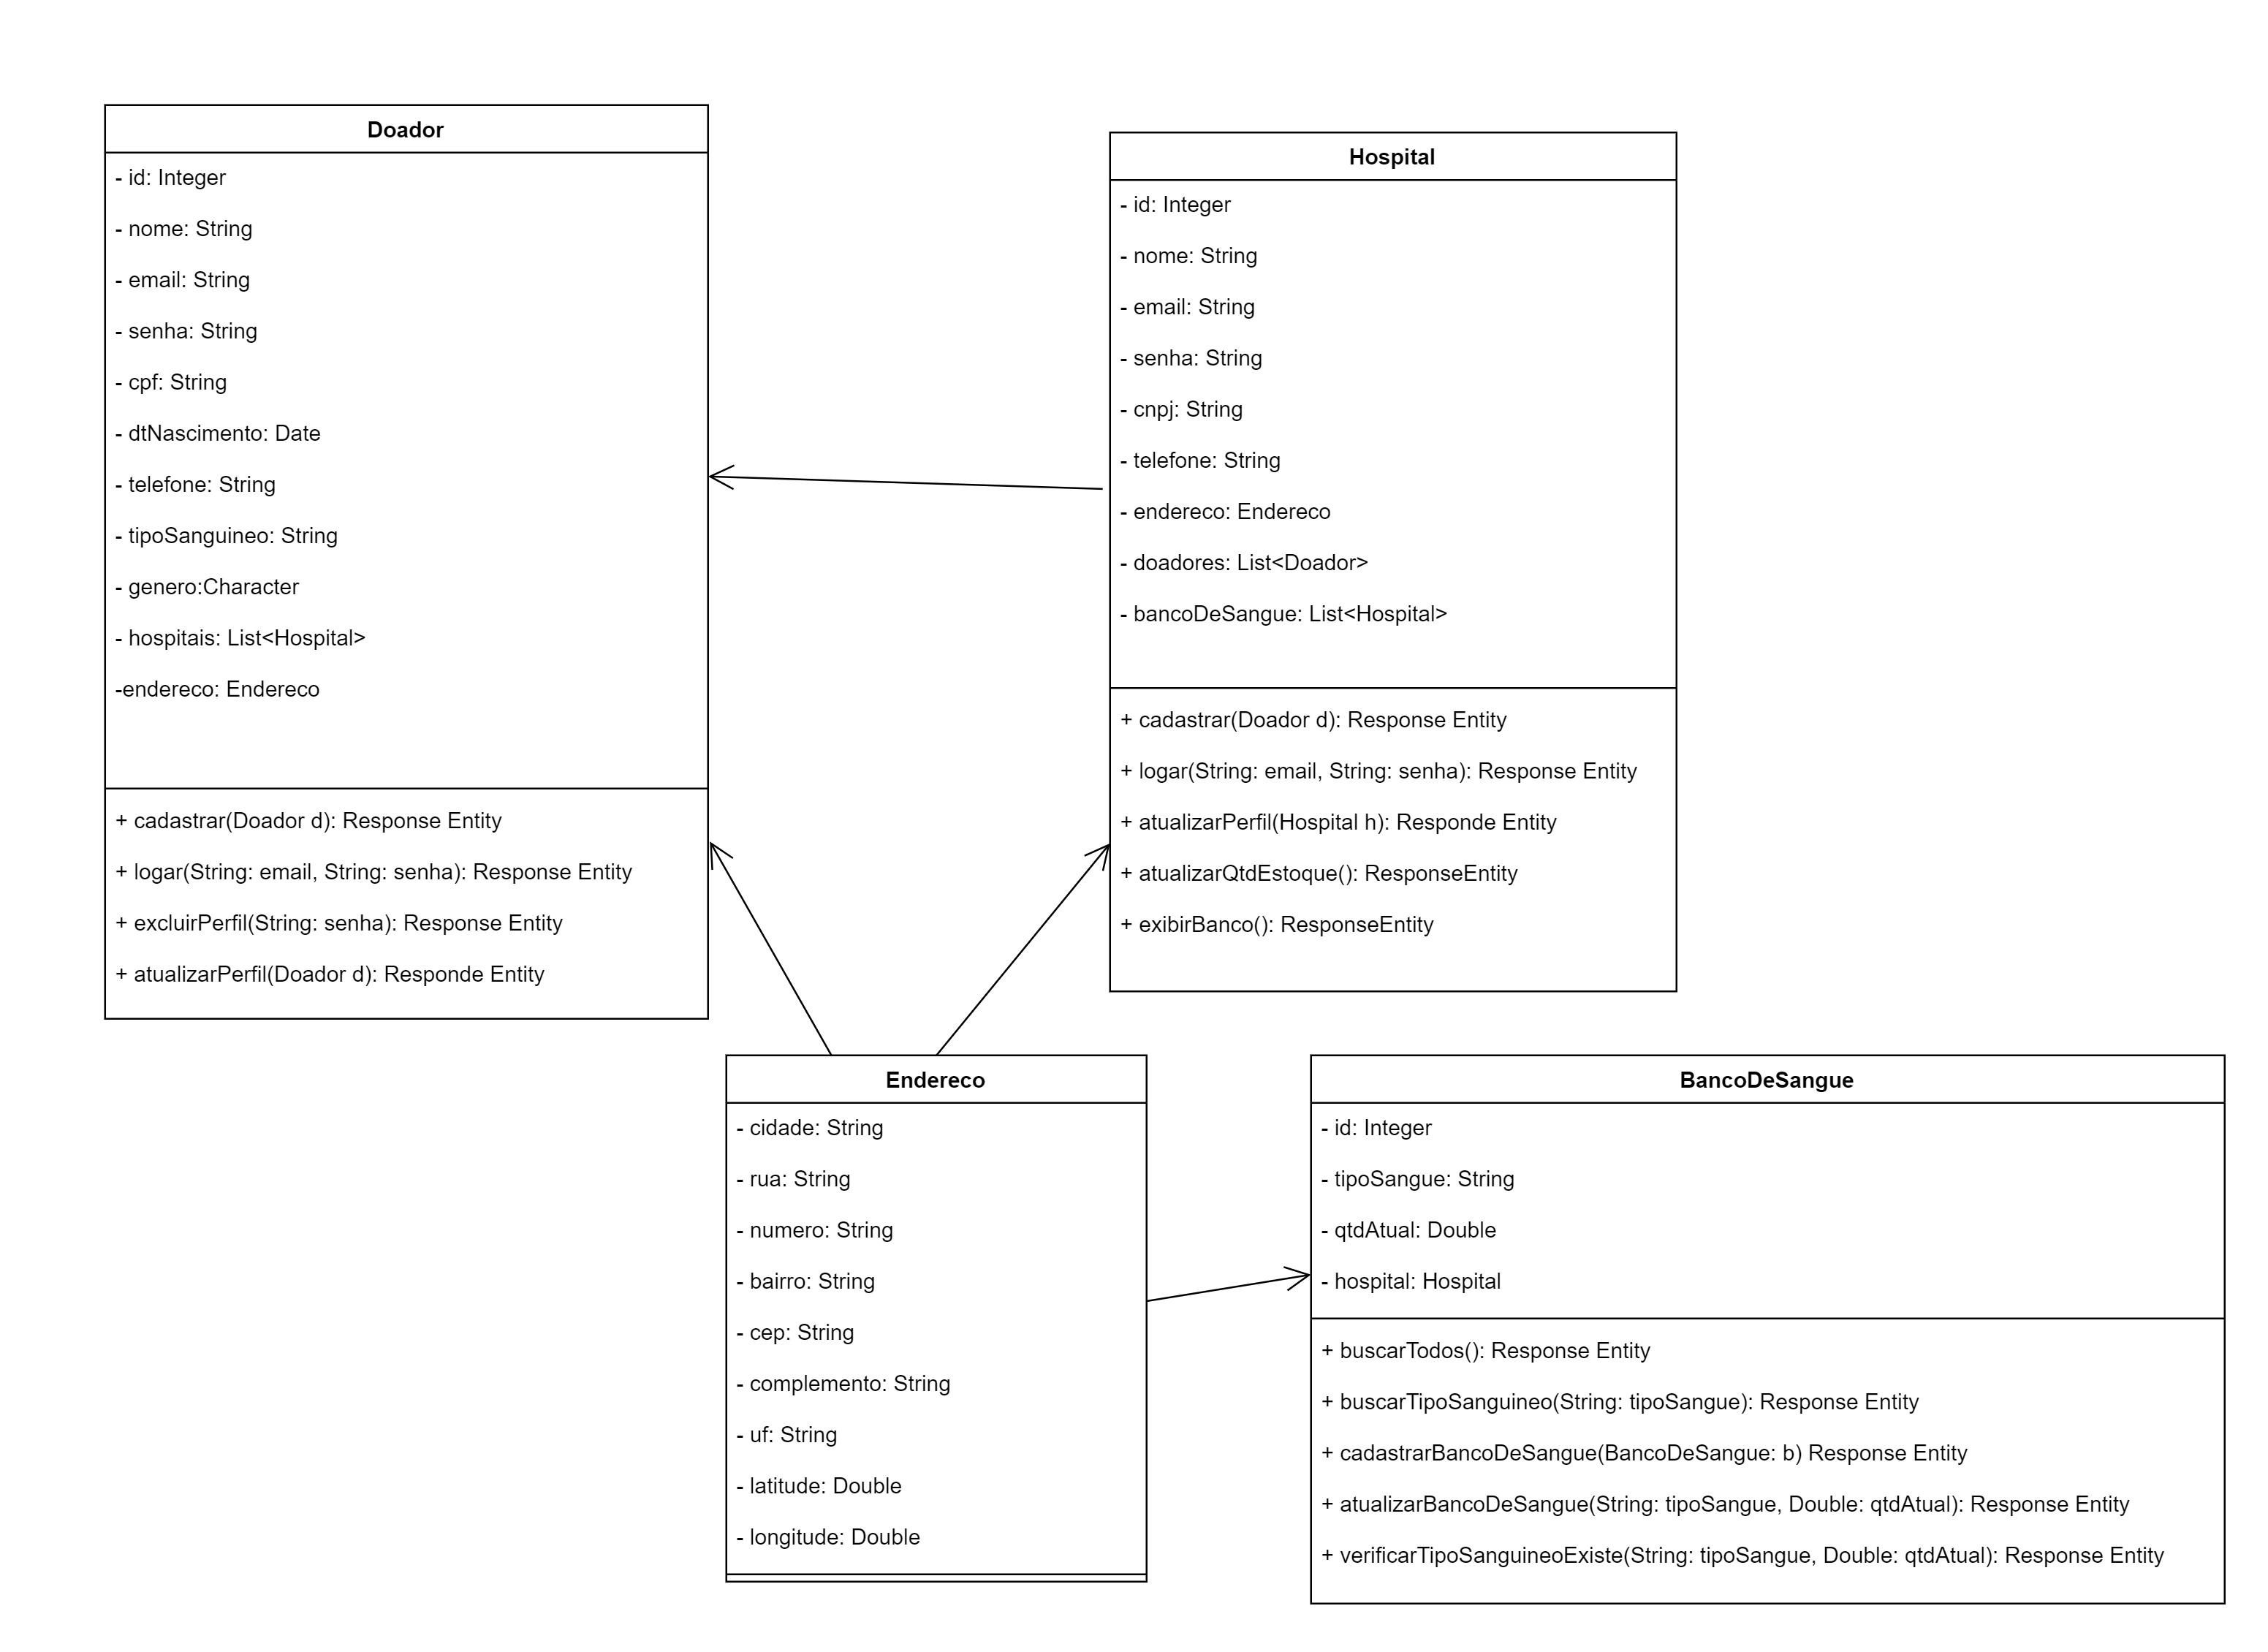 Doador
- id: Integer
- nome: String
- email: String
- senha: String
- cpf: String
- dtNascimento: Date
- telefone: String
- tipoSanguineo: String
- genero:Character
- hospitais: List<Hospital>
-endereco: Endereco
+ cadastrar(Doador d): Response Entity
+ logar(String: email, String: senha): Response Entity
+ excluirPerfil(String: senha): Response Entity
+ atualizarPerfil(Doador d): Responde Entity
Hospital
- id: Integer
- nome: String
- email: String
- senha: String
- cnpj: String
- telefone: String
- endereco: Endereco
- doadores: List<Doador>
- bancoDeSangue: List<Hospital>
+ cadastrar(Doador d): Response Entity
+ logar(String: email, String: senha): Response Entity
+ atualizarPerfil(Hospital h): Responde Entity
+ atualizarQtdEstoque(): ResponseEntity
+ exibirBanco(): ResponseEntity
Endereco
- cidade: String
- rua: String
- numero: String
- bairro: String
- cep: String
- complemento: String
- uf: String
- latitude: Double
- longitude: Double
BancoDeSangue
- id: Integer
- tipoSangue: String
- qtdAtual: Double
- hospital: Hospital
+ buscarTodos(): Response Entity
+ buscarTipoSanguineo(String: tipoSangue): Response Entity
+ cadastrarBancoDeSangue(BancoDeSangue: b) Response Entity
+ atualizarBancoDeSangue(String: tipoSangue, Double: qtdAtual): Response Entity
+ verificarTipoSanguineoExiste(String: tipoSangue, Double: qtdAtual): Response Entity